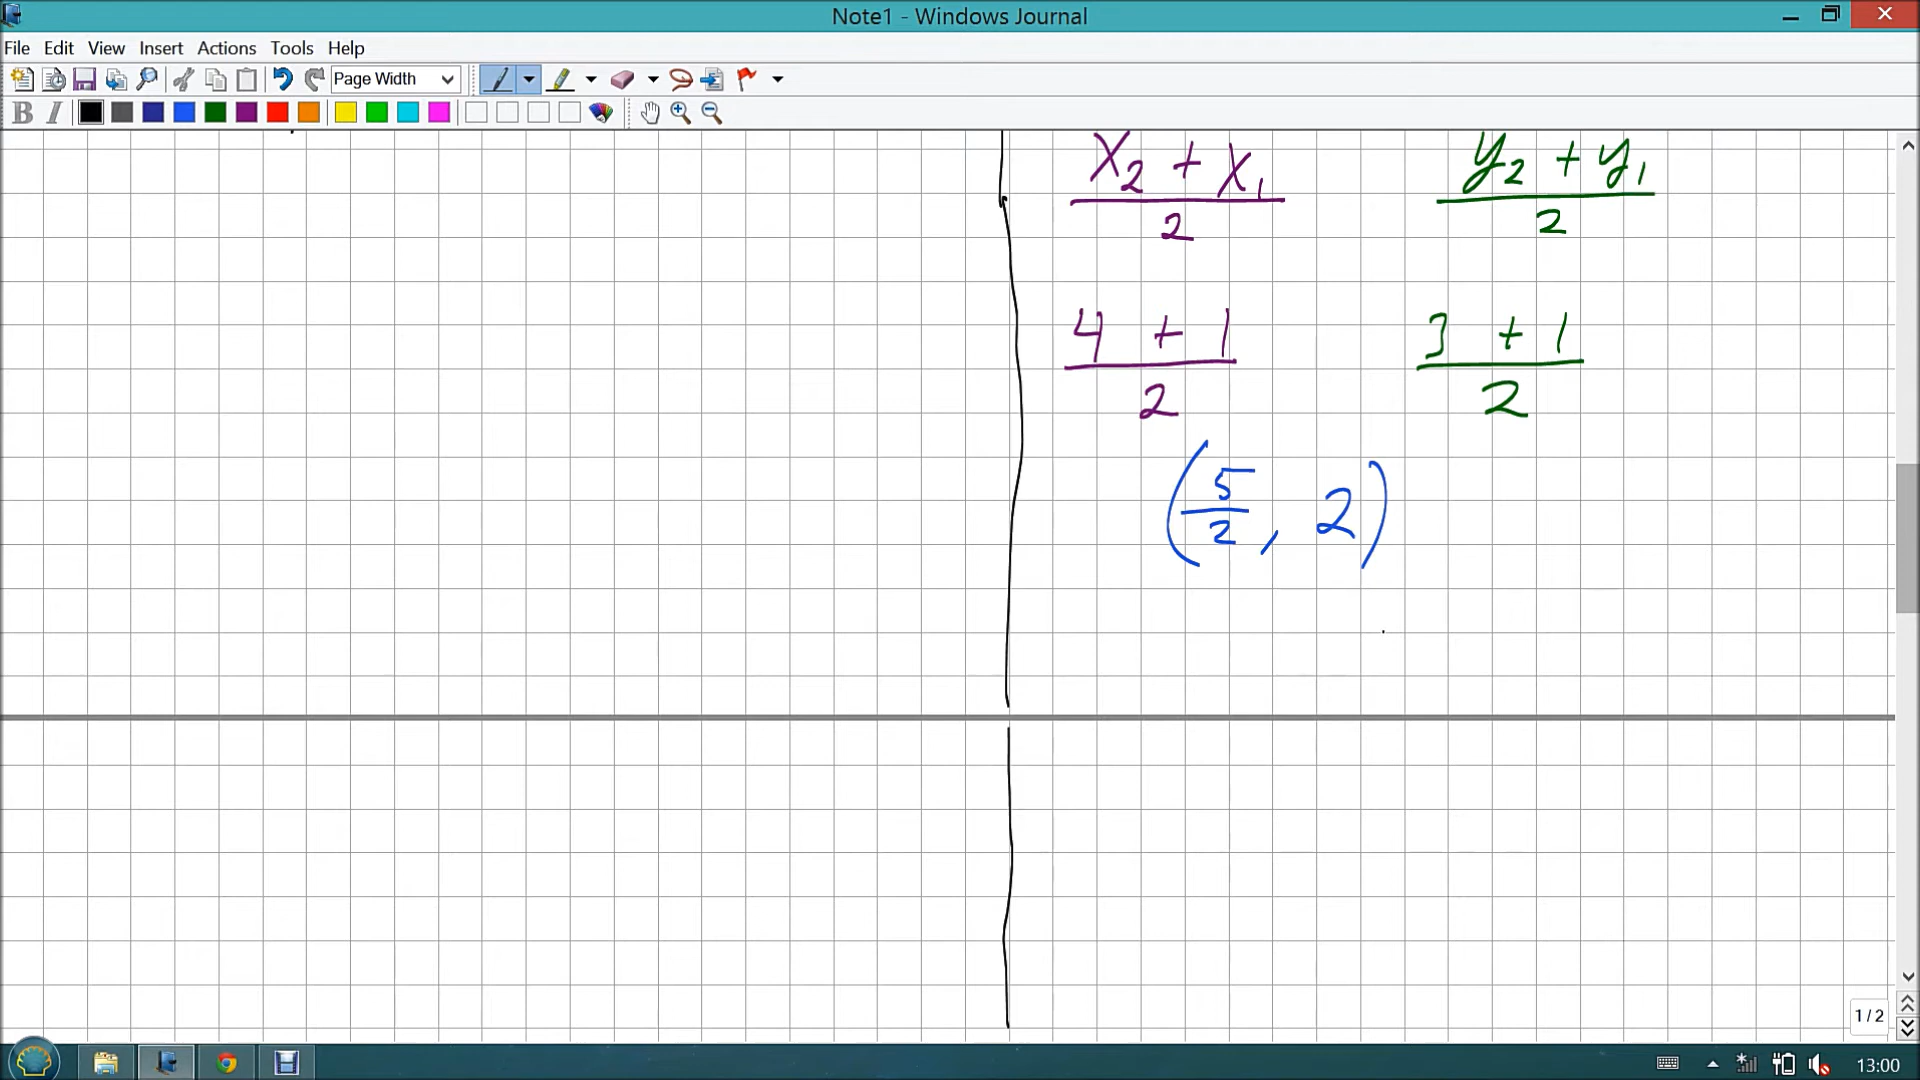 Note1 - Windows Journal
File Edit View Insert Actions Tools Help
Page Width
B I
x₂ + x₁ y₂ + y₁
2 2
4 + 1 3 + 1
2 2
(5/2, 2)
1 / 2
13:00